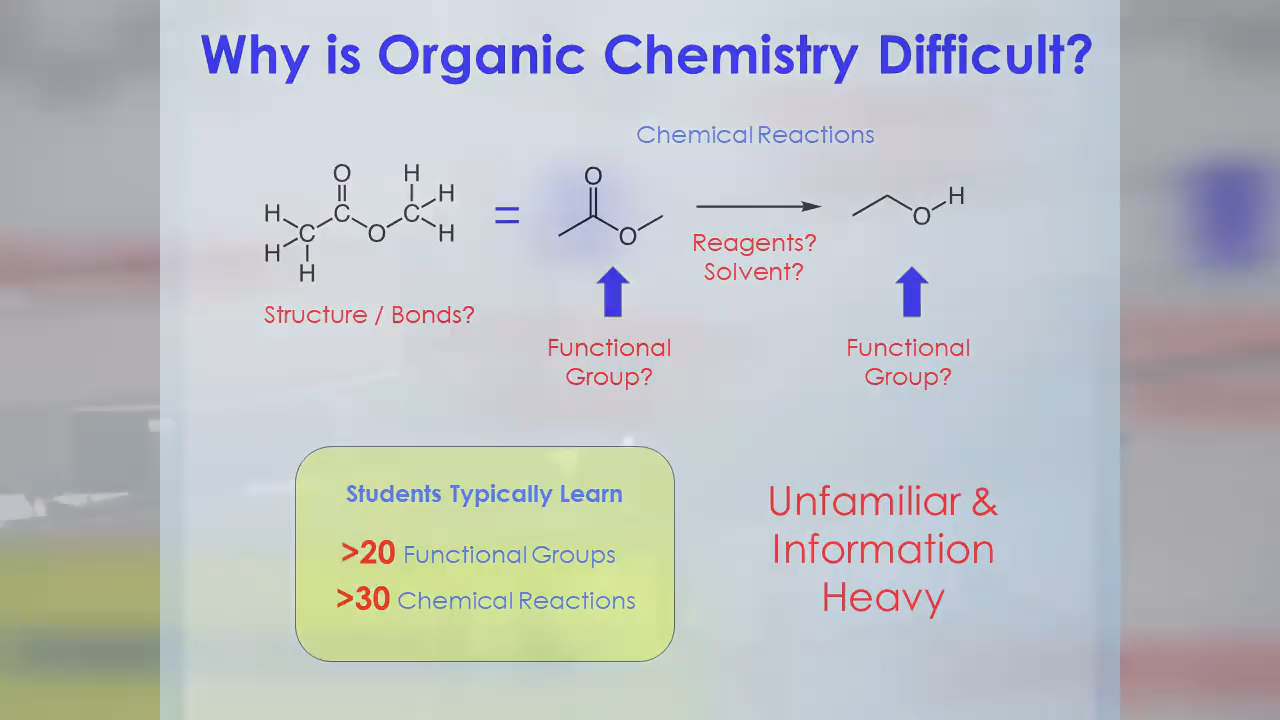 Why is Organic Chemistry Difficult?
Chemical Reactions
O H
H C C H
H C O H
H
=
O
O
O H
Reagents?
Solvent?
Structure / Bonds?
Functional
Group?
Functional
Group?
Students Typically Learn
>20 Functional Groups
>30 Chemical Reactions
Unfamiliar &
Information
Heavy